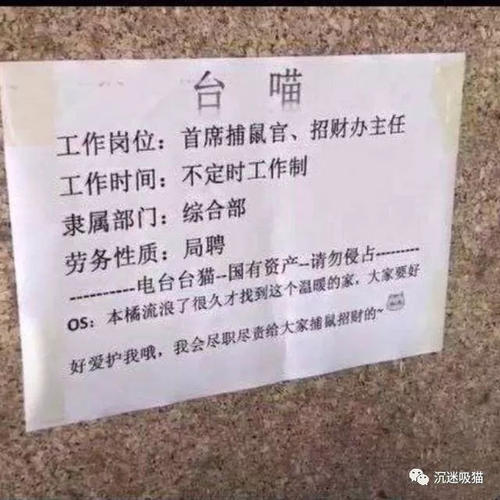 台 喵
工作岗位：首席捕鼠官、招财办主任
工作时间：不定时工作制
隶属部门：综合部
劳务性质：局聘
----------电台台猫--国有资产--请勿侵占---------
OS：本橘流浪了很久才找到这个温暖的家，大家要好
好爱护我哦，我会尽职尽责给大家捕鼠招财的~
沉迷吸猫